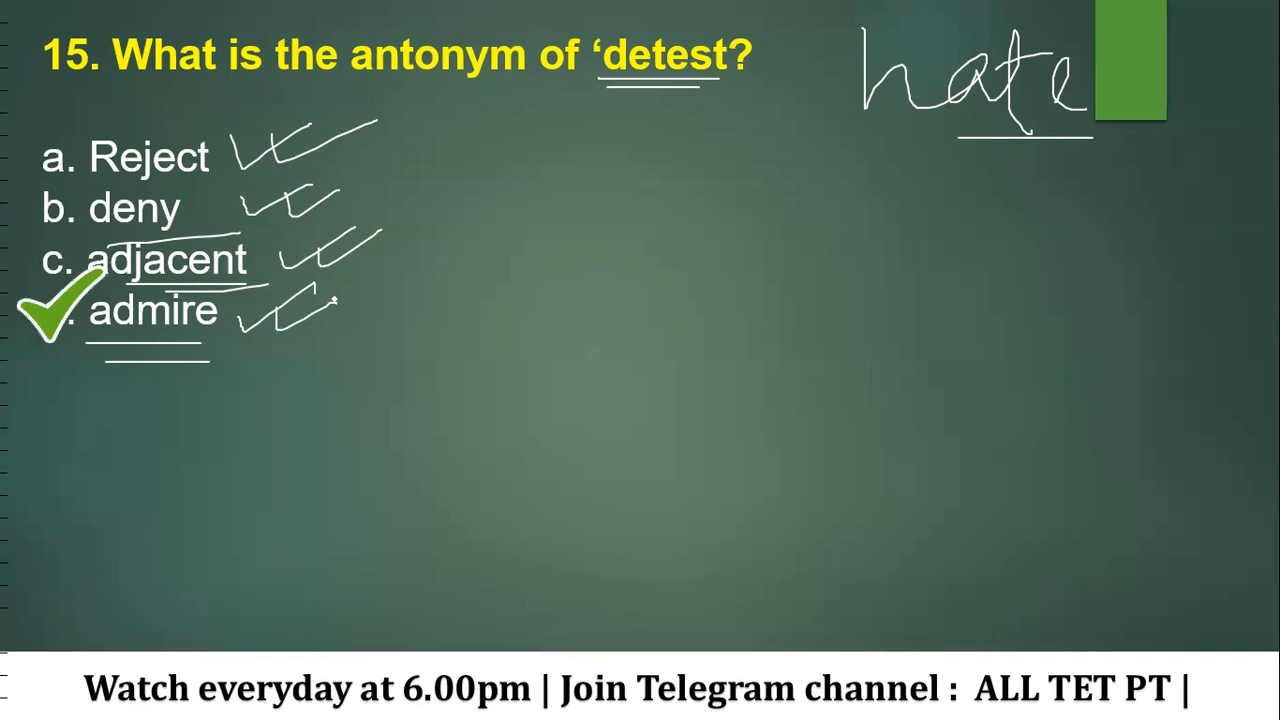 15. What is the antonym of ‘detest?
hate
a. Reject
b. deny
c. adjacent
. admire
Watch everyday at 6.00pm | Join Telegram channel : ALL TET PT |